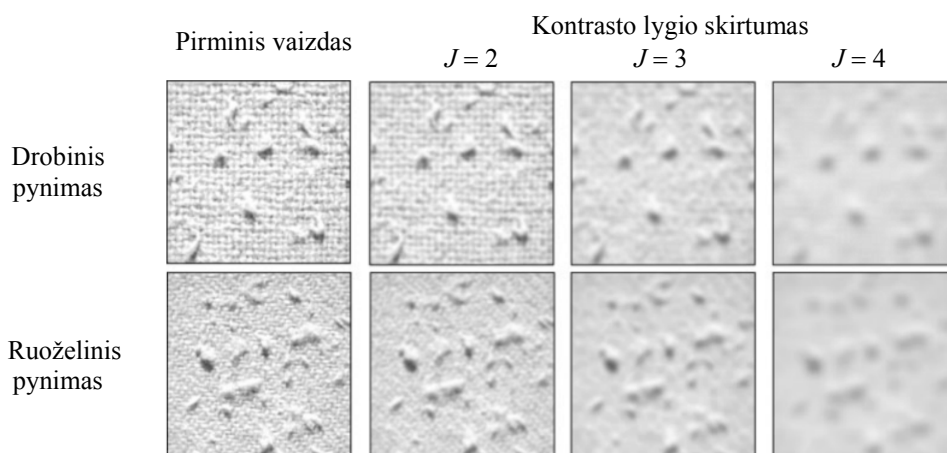 Pirminis vaizdas
Kontrasto lygio skirtumas
J = 2
J = 3
J = 4
Drobinis
pynimas
Ruoželinis
pynimas